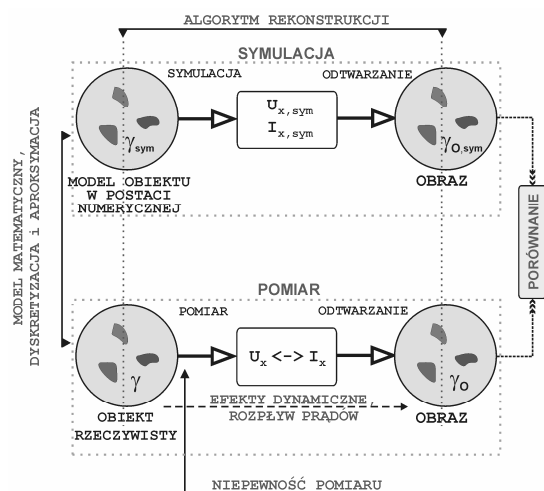 ALGORYTM REKONSTRUKCJI
SYMULACJA
SYMULACJA
ODTWARZANIE
γsym
Ux,sym
Ix,sym
γO,sym
MODEL OBIEKTU
W POSTACI
NUMERYCZNEJ
OBRAZ
MODEL MATEMATYCZNY,
DYSKRETYZACJA i APROKSYMACJA
PORÓWNANIE
POMIAR
POMIAR
ODTWARZANIE
γ
Ux <-> Ix
γO
EFEKTY DYNAMICZNE,
ROZPŁYW PRĄDÓW
OBIEKT
RZECZYWISTY
OBRAZ
NIEPEWNOŚĆ POMIARU